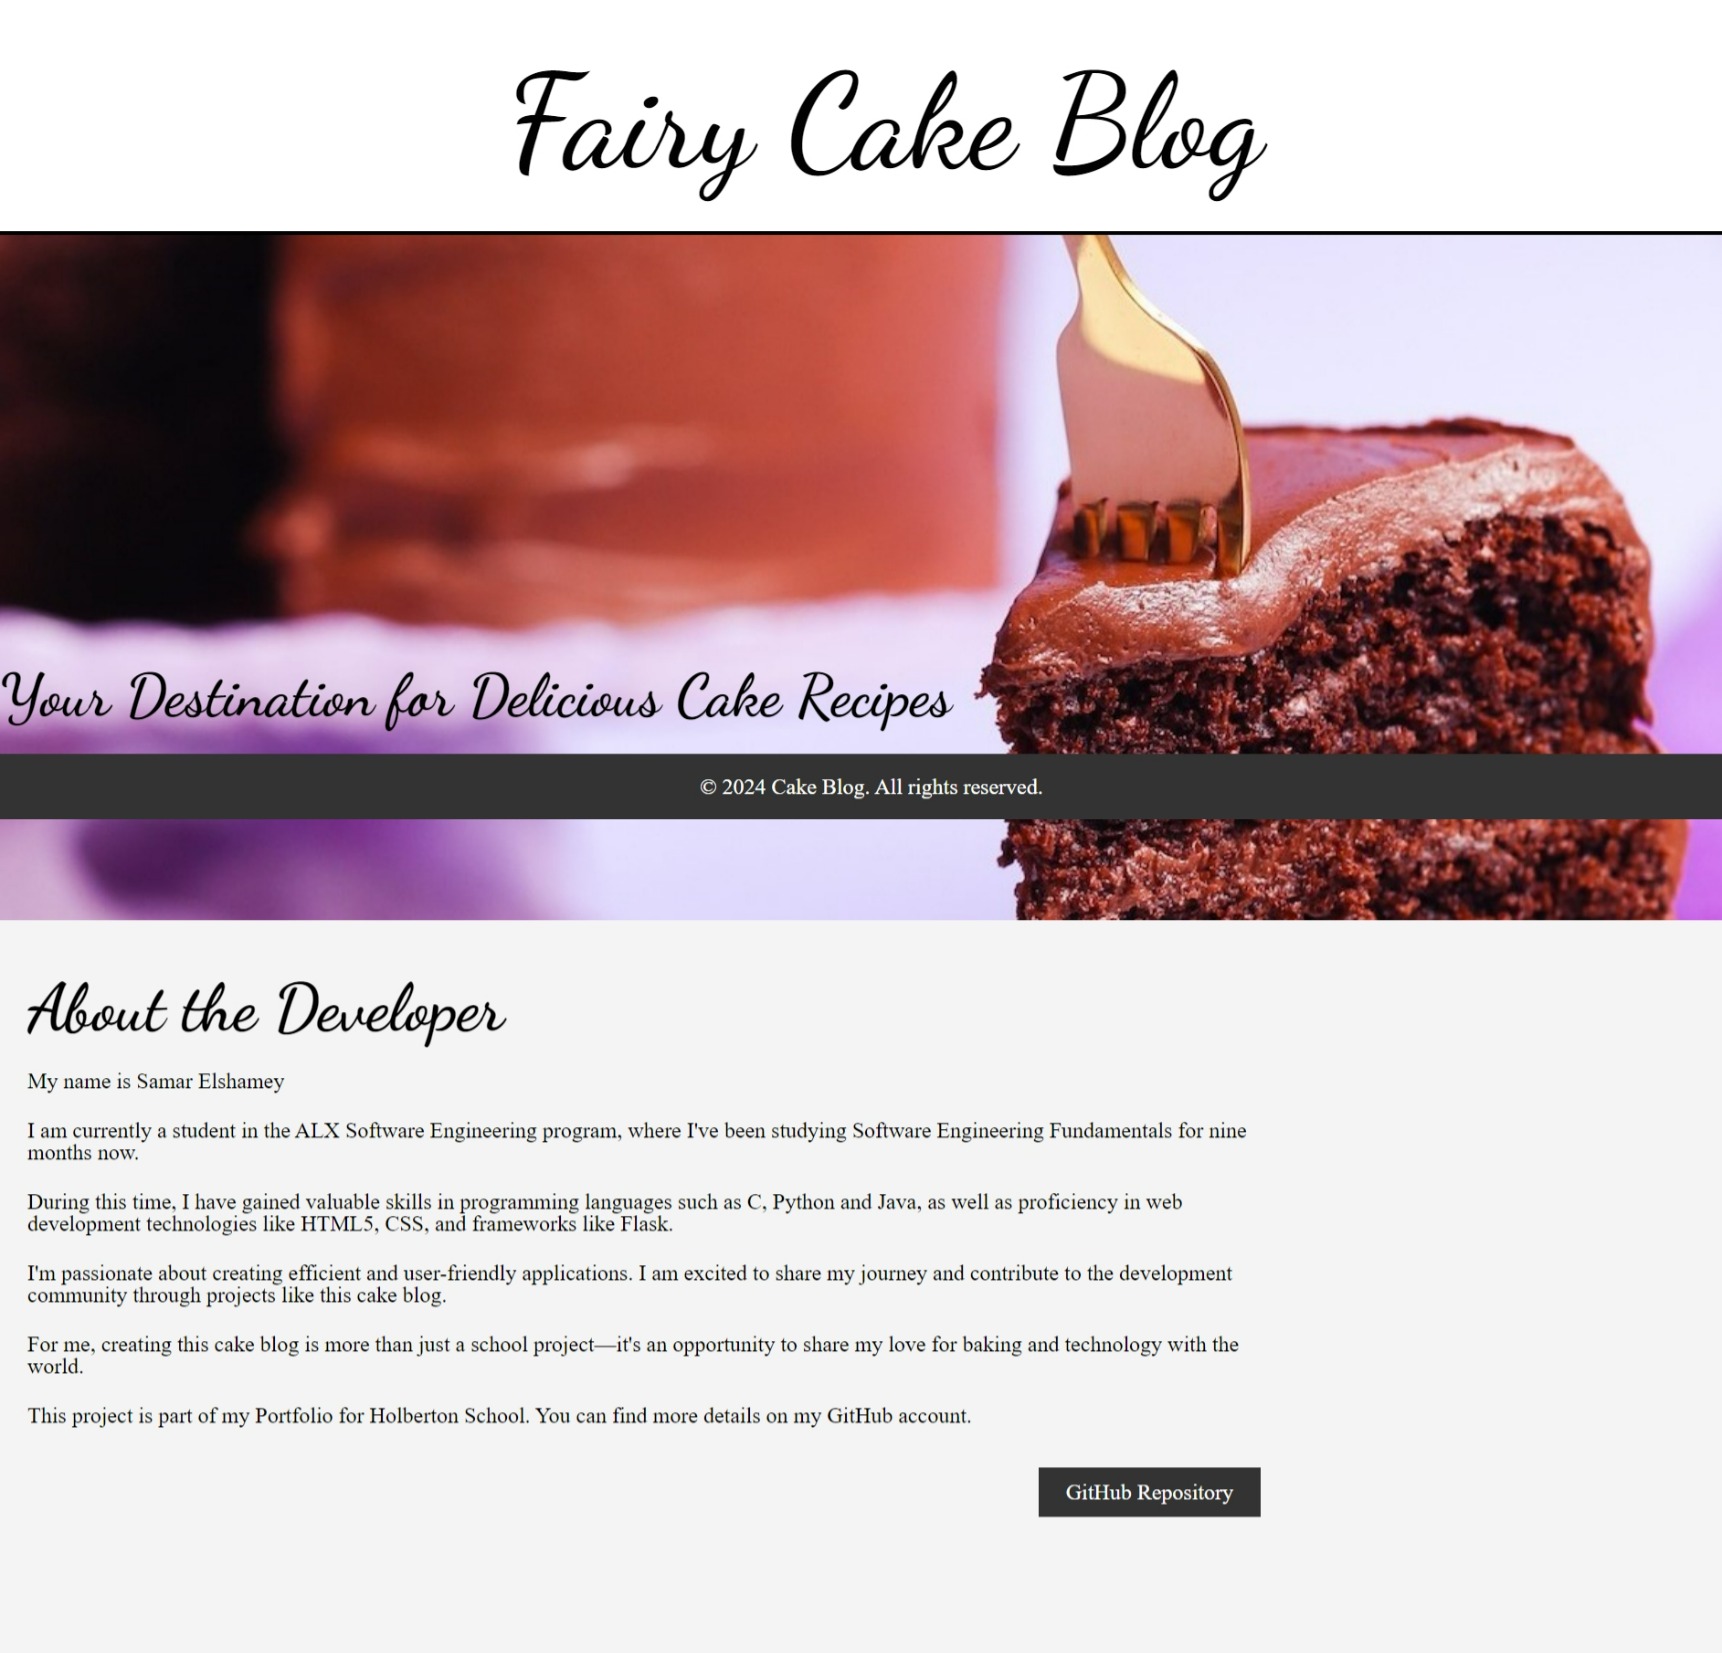 Fairy Cake Blog
Your Destination for Delicious Cake Recipes
© 2024 Cake Blog. All rights reserved.
About the Developer
My name is Samar Elshamey
I am currently a student in the ALX Software Engineering program, where I've been studying Software Engineering Fundamentals for nine
months now.
During this time, I have gained valuable skills in programming languages such as C, Python and Java, as well as proficiency in web
development technologies like HTML5, CSS, and frameworks like Flask.
I'm passionate about creating efficient and user-friendly applications. I am excited to share my journey and contribute to the development
community through projects like this cake blog.
For me, creating this cake blog is more than just a school project—it's an opportunity to share my love for baking and technology with the
world.
This project is part of my Portfolio for Holberton School. You can find more details on my GitHub account.
GitHub Repository